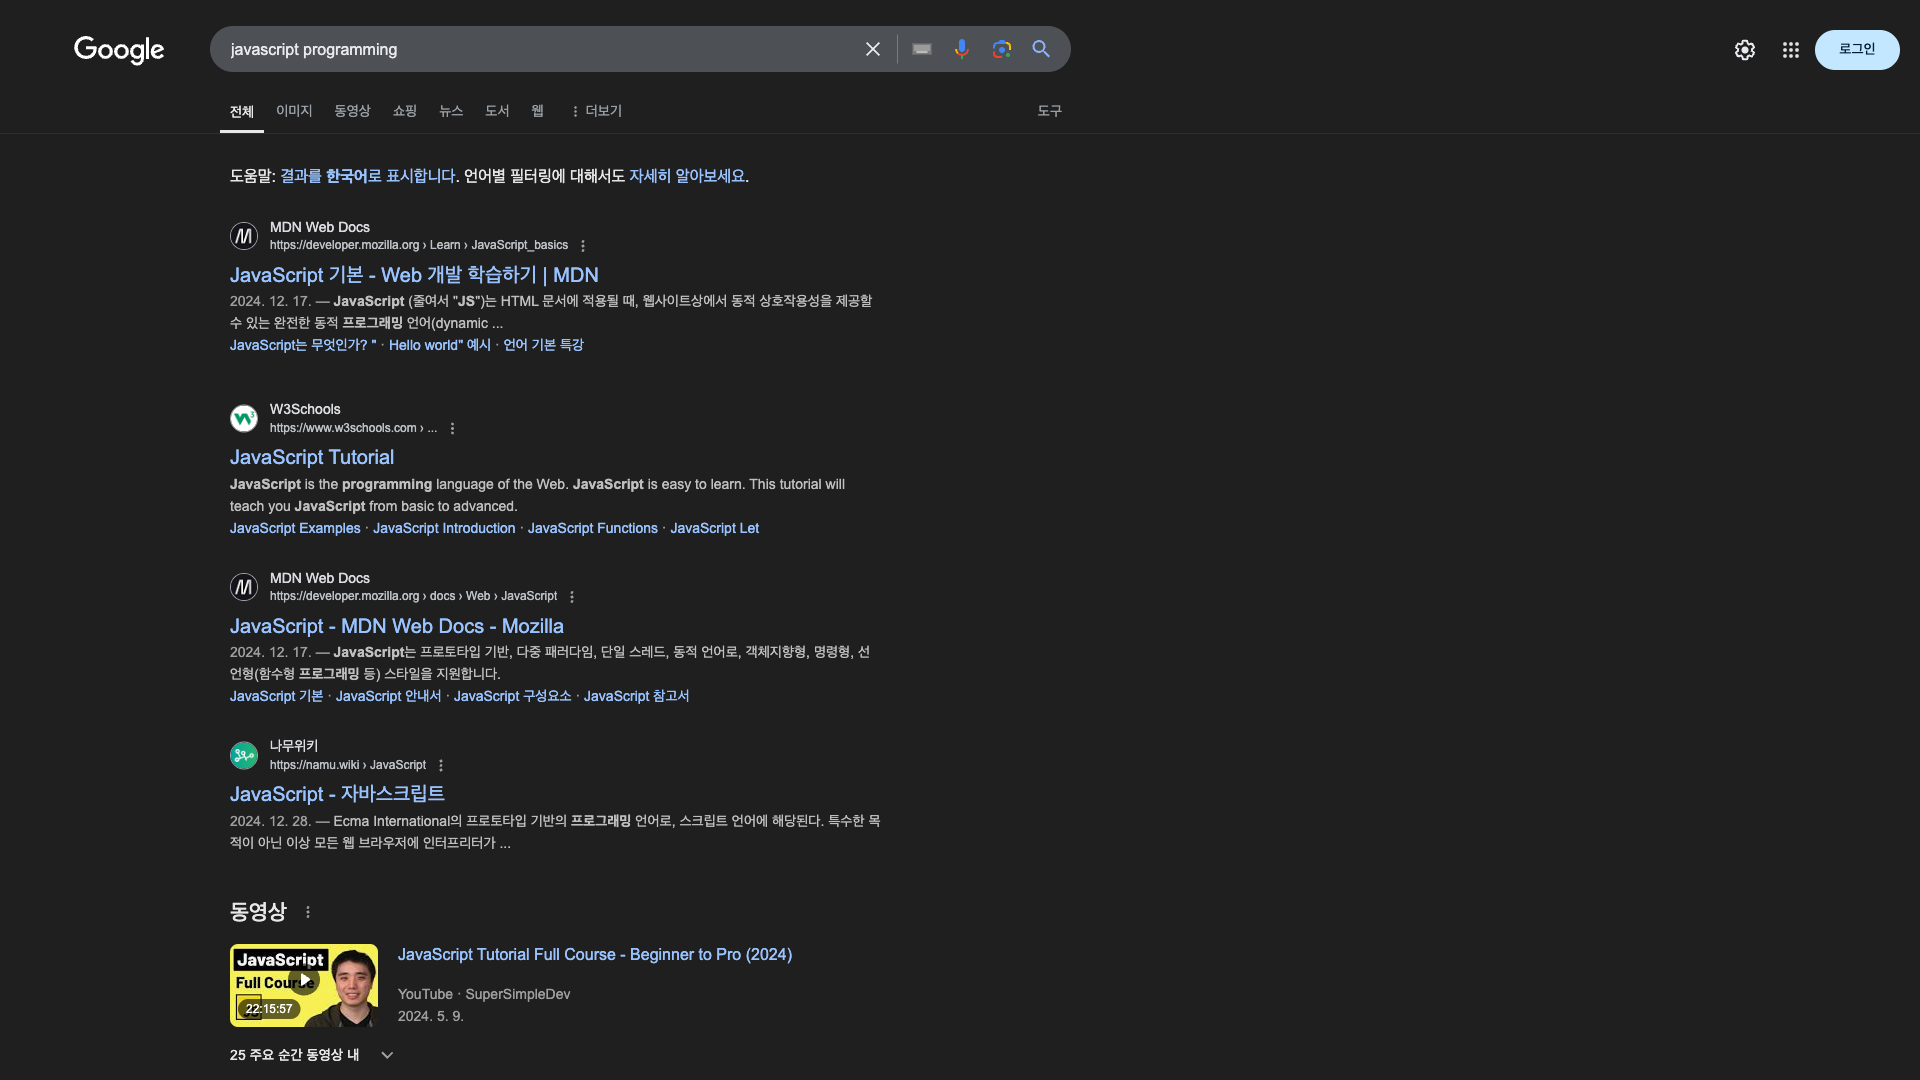 Google
javascript programming
로그인
전체 이미지 동영상 쇼핑 뉴스 도서 웹 더보기 도구
도움말: 결과를 한국어로 표시합니다. 언어별 필터링에 대해서도 자세히 알아보세요.
MDN Web Docs
https://developer.mozilla.org › Learn › JavaScript_basics
JavaScript 기본 - Web 개발 학습하기 | MDN
2024. 12. 17. — JavaScript (줄여서 "JS")는 HTML 문서에 적용될 때, 웹사이트상에서 동적 상호작용성을 제공할
수 있는 완전한 동적 프로그래밍 언어(dynamic ...
JavaScript는 무엇인가? " · Hello world" 예시 · 언어 기본 특강
W3Schools
https://www.w3schools.com › ...
JavaScript Tutorial
JavaScript is the programming language of the Web. JavaScript is easy to learn. This tutorial will
teach you JavaScript from basic to advanced.
JavaScript Examples · JavaScript Introduction · JavaScript Functions · JavaScript Let
MDN Web Docs
https://developer.mozilla.org › docs › Web › JavaScript
JavaScript - MDN Web Docs - Mozilla
2024. 12. 17. — JavaScript는 프로토타입 기반, 다중 패러다임, 단일 스레드, 동적 언어로, 객체지향형, 명령형, 선
언형(함수형 프로그래밍 등) 스타일을 지원합니다.
JavaScript 기본 · JavaScript 안내서 · JavaScript 구성요소 · JavaScript 참고서
나무위키
https://namu.wiki › JavaScript
JavaScript - 자바스크립트
2024. 12. 28. — Ecma International의 프로토타입 기반의 프로그래밍 언어로, 스크립트 언어에 해당된다. 특수한 목
적이 아닌 이상 모든 웹 브라우저에 인터프리터가 ...
동영상
JavaScript
Full Course
22:15:57
JavaScript Tutorial Full Course - Beginner to Pro (2024)
YouTube · SuperSimpleDev
2024. 5. 9.
25 주요 순간 동영상 내